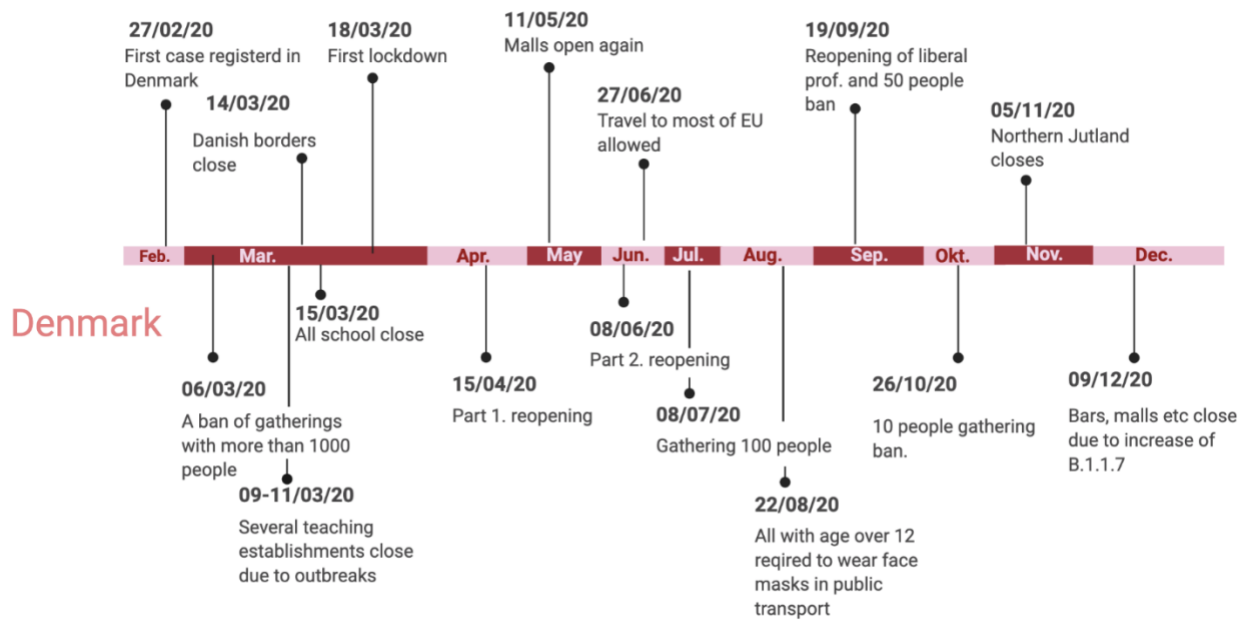 27/02/20
First case registerd in
Denmark
14/03/20
Danish borders
close
18/03/20
First lockdown
11/05/20
Malls open again
27/06/20
Travel to most of EU
allowed
19/09/20
Reopening of liberal
prof. and 50 people
ban
05/11/20
Northern Jutland
closes
Feb. Mar. Apr. May Jun. Jul. Aug. Sep. Okt. Nov. Dec.
Denmark
06/03/20
A ban of gatherings
with more than 1000
people
09-11/03/20
Several teaching
establishments close
due to outbreaks
15/03/20
All school close
15/04/20
Part 1. reopening
08/06/20
Part 2. reopening
08/07/20
Gathering 100 people
22/08/20
All with age over 12
reqired to wear face
masks in public
transport
26/10/20
10 people gathering
ban.
09/12/20
Bars, malls etc close
due to increase of
B.1.1.7